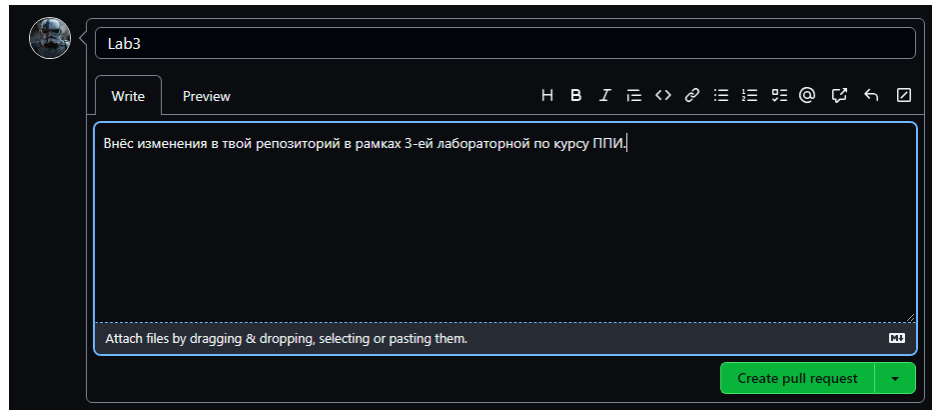 Lab3
Write Preview H B I <> @
Внёс изменения в твой репозиторий в рамках 3-ей лабораторной по курсу ППИ.
Attach files by dragging & dropping, selecting or pasting them.
Create pull request